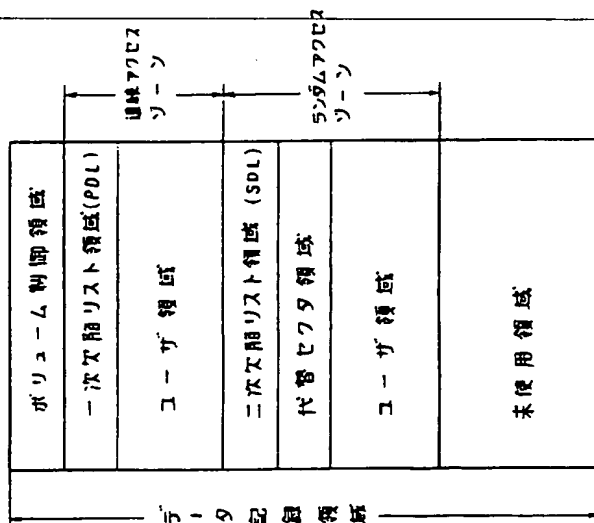 ボリューム制御領域
一次欠陥リスト領域(PDL)
ユーザ領域
二次欠陥リスト領域(SDL)
代替セクタ領域
ユーザ領域
未使用領域
連続アクセス
ゾーン
ランダムアクセス
ゾーン
データ記録領域